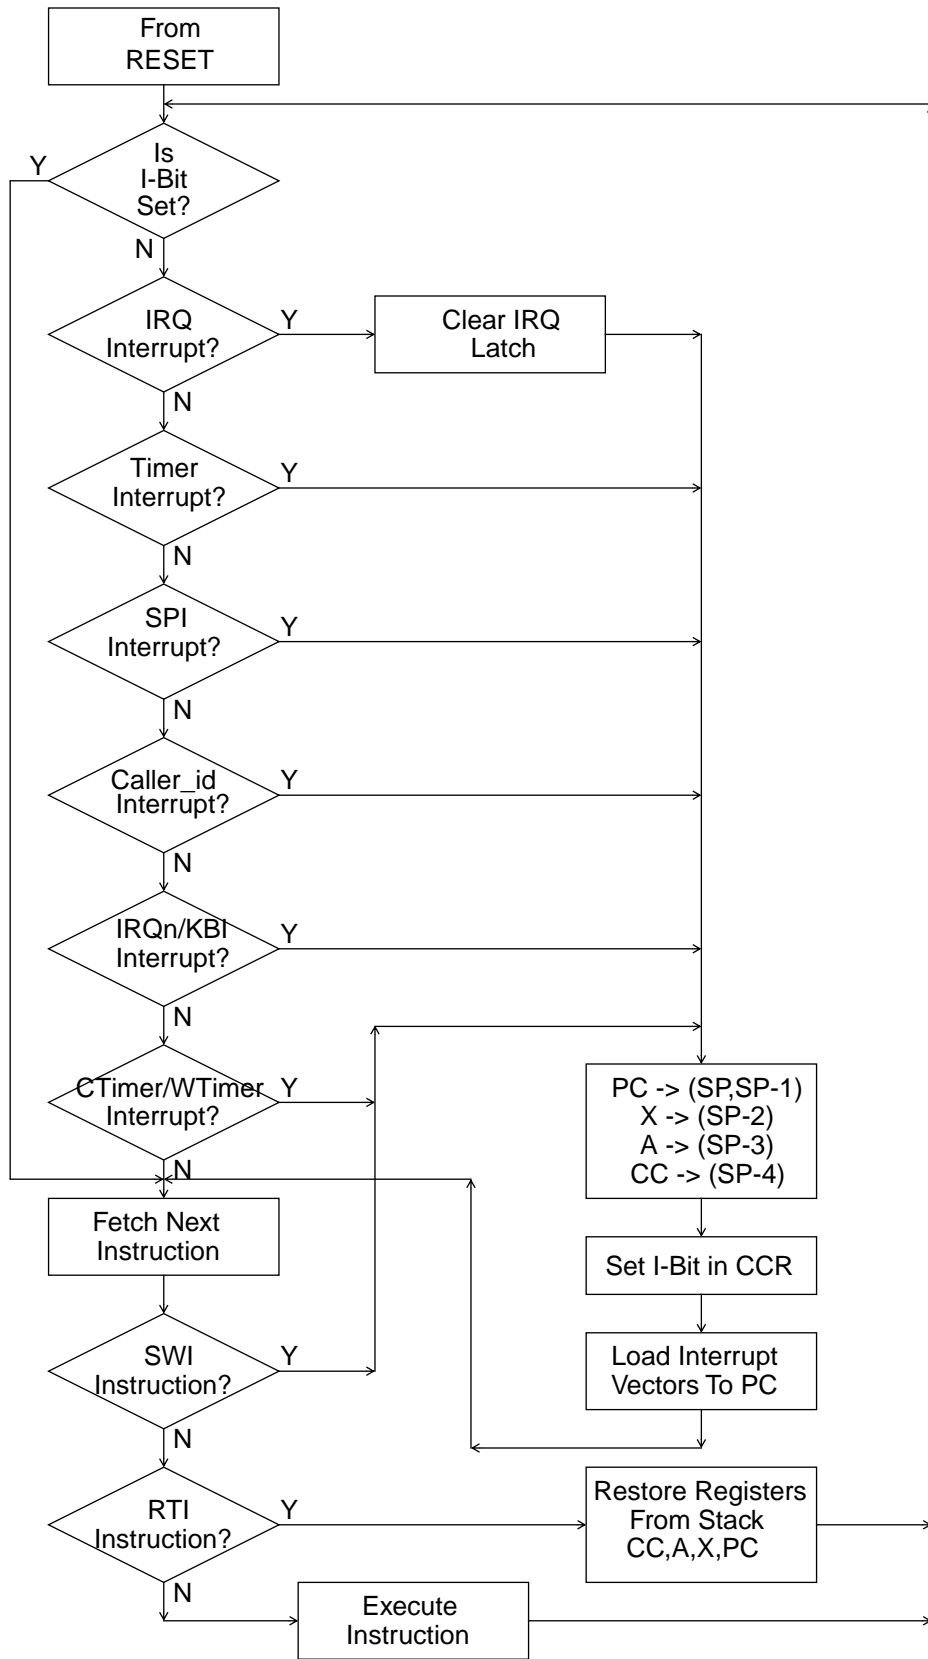 From
RESET
Is
I-Bit
Set?
Y
N
IRQ
Interrupt?
Y
Clear IRQ
Latch
N
Timer
Interrupt?
Y
N
SPI
Interrupt?
Y
N
Caller_id
Interrupt?
Y
N
IRQn/KBI
Interrupt?
Y
N
CTimer/WTimer
Interrupt?
Y
N
PC -> (SP,SP-1)
X -> (SP-2)
A -> (SP-3)
CC -> (SP-4)
Fetch Next
Instruction
Set I-Bit in CCR
SWI
Instruction?
Y
Load Interrupt
Vectors To PC
N
RTI
Instruction?
Y
Restore Registers
From Stack
CC,A,X,PC
N
Execute
Instruction